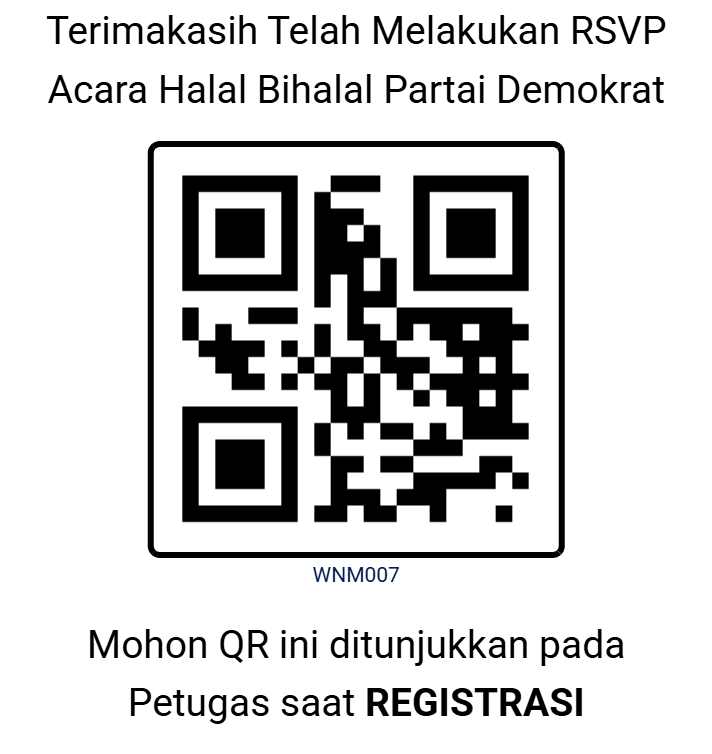 Terimakasih Telah Melakukan RSVP
Acara Halal Bihalal Partai Demokrat
WNM007
Mohon QR ini ditunjukkan pada
Petugas saat REGISTRASI